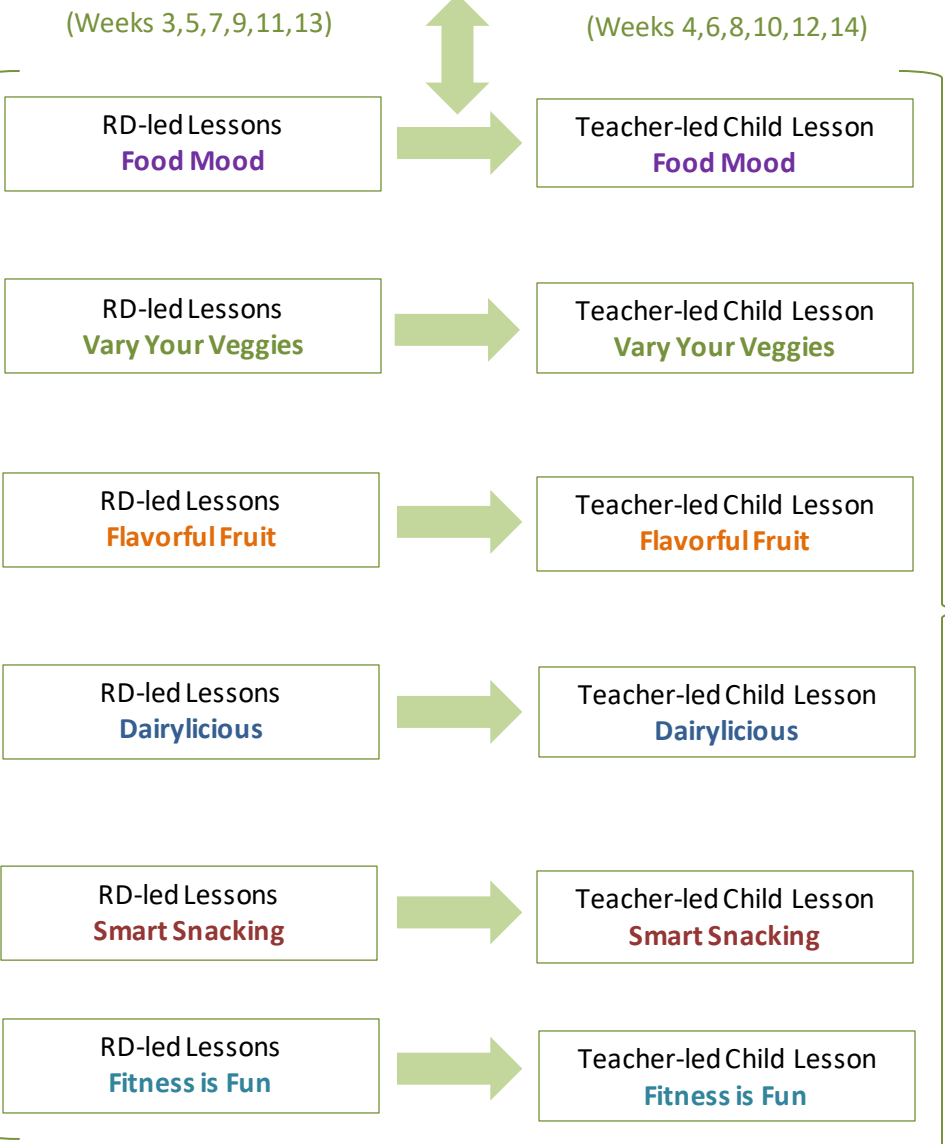 (Weeks 3,5,7,9,11,13)
(Weeks 4,6,8,10,12,14)
RD-led Lessons
Food Mood
Teacher-led Child Lesson
Food Mood
RD-led Lessons
Vary Your Veggies
Teacher-led Child Lesson
Vary Your Veggies
RD-led Lessons
Flavorful Fruit
Teacher-led Child Lesson
Flavorful Fruit
RD-led Lessons
Dairylicious
Teacher-led Child Lesson
Dairylicious
RD-led Lessons
Smart Snacking
Teacher-led Child Lesson
Smart Snacking
RD-led Lessons
Fitness is Fun
Teacher-led Child Lesson
Fitness is Fun